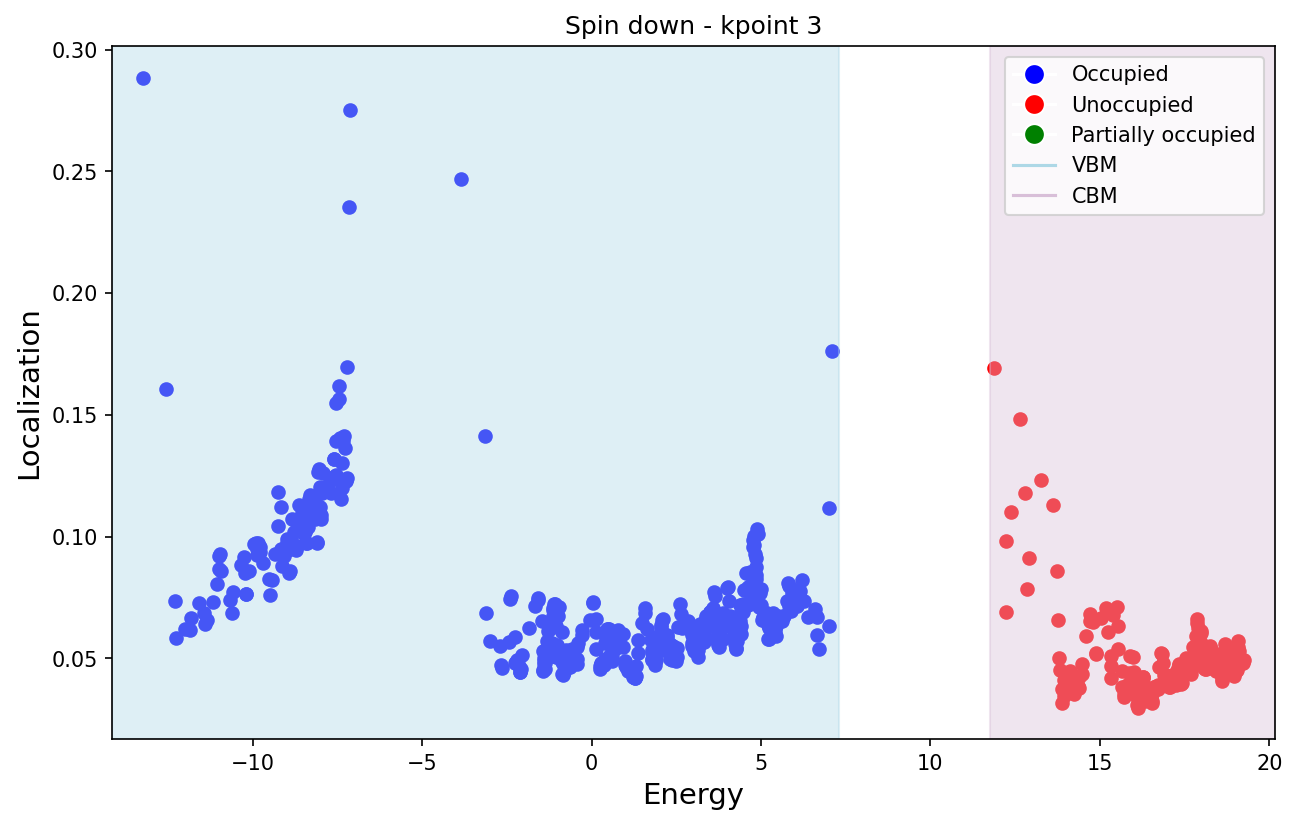 Spin down - kpoint 3
Localization
0.30
0.25
0.20
0.15
0.10
0.05
Occupied
Unoccupied
Partially occupied
VBM
CBM
−10
−5
0
5
10
15
20
Energy